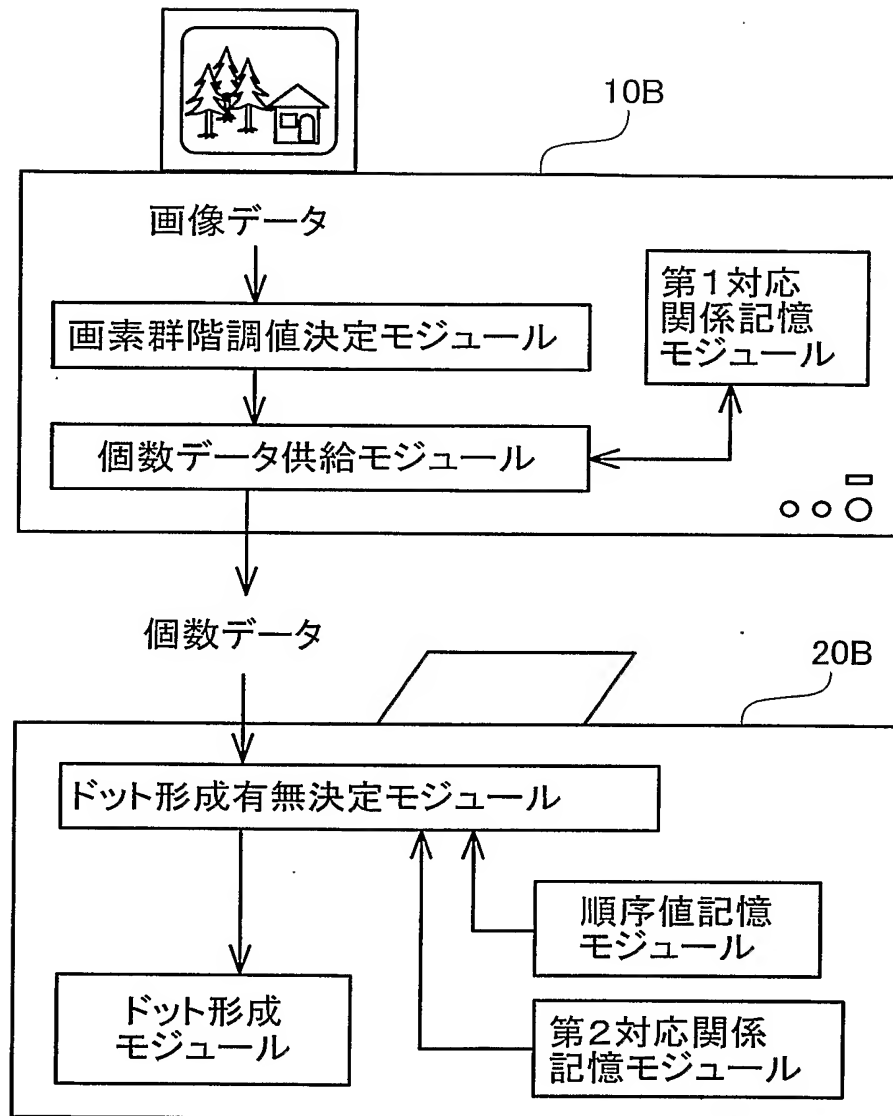 10B
画像データ
第1対応
関係記憶
モジュール
画素群階調値決定モジュール
個数データ供給モジュール
個数データ
20B
ドット形成有無決定モジュール
順序値記憶
モジュール
ドット形成
モジュール
第2対応関係
記憶モジュール